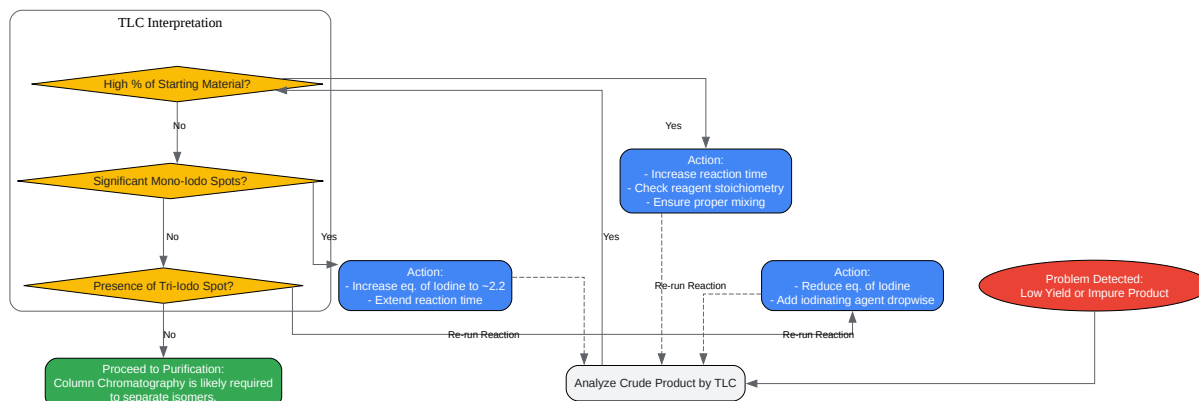 TLC Interpretation
High % of Starting Material?
No
Yes
Significant Mono-Iodo Spots?
Action:
- Increase reaction time
- Check reagent stoichiometry
- Ensure proper mixing
No
Yes
Yes
Presence of Tri-Iodo Spot?
Action:
- Increase eq. of Iodine to ~2.2
- Extend reaction time
Re-run Reaction
Action:
- Reduce eq. of Iodine
- Add iodinating agent dropwise
Problem Detected:
Low Yield or Impure Product
No
Re-run Reaction
Re-run Reaction
Proceed to Purification:
Column Chromatography is likely required
to separate isomers.
Analyze Crude Product by TLC